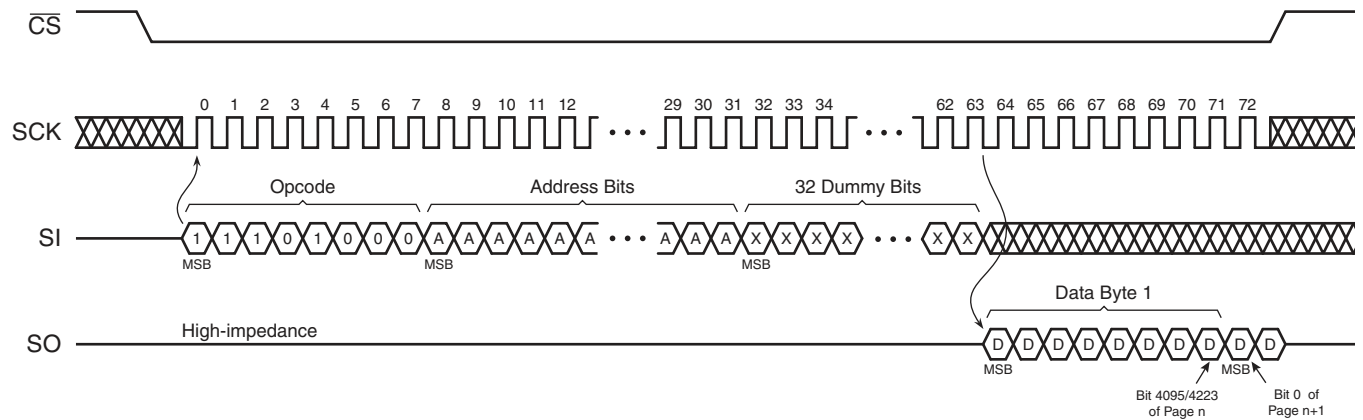 CS
0 1 2 3 4 5 6 7 8 9 10 11 12 29 30 31 32 33 34 62 63 64 65 66 67 68 69 70 71 72
SCK
Opcode Address Bits 32 Dummy Bits
SI 1 1 1 0 1 0 0 0 A A A A A A A A A X X X X X X
MSB MSB MSB
Data Byte 1
High-impedance
SO D D D D D D D D D D
MSB MSB
Bit 4095/4223
of Page n
Bit 0 of
Page n+1